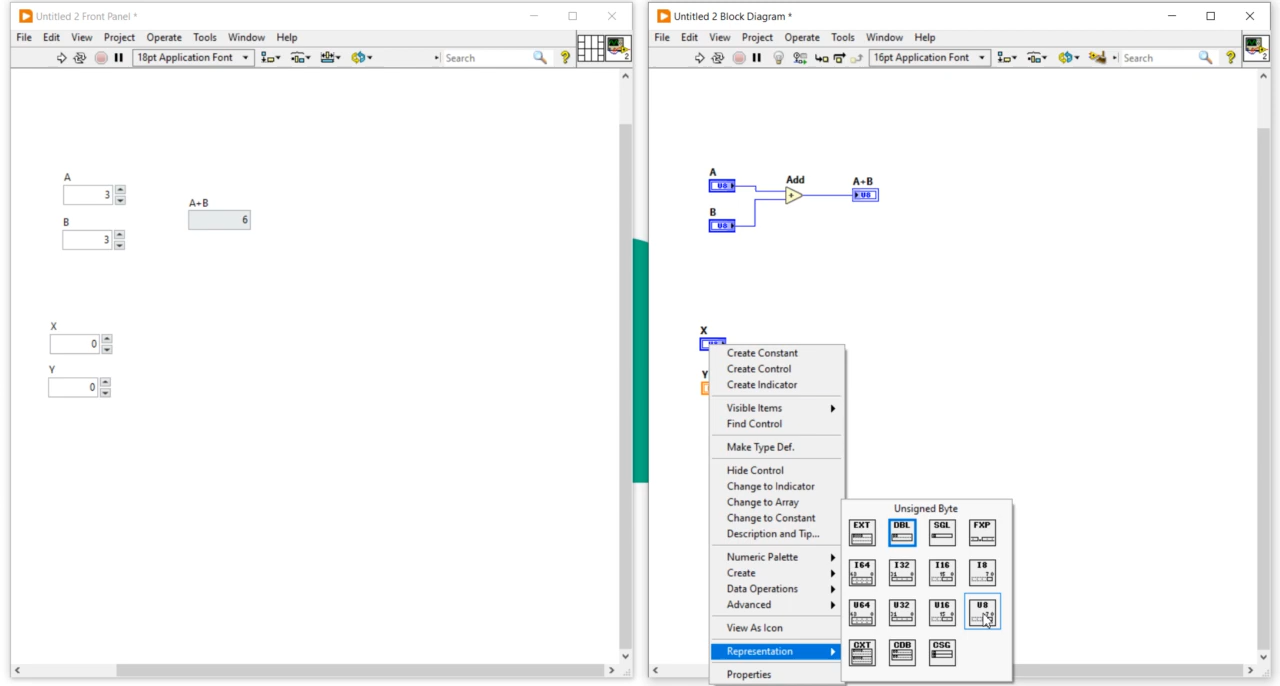 Untitled 2 Front Panel *
File Edit View Project Operate Tools Window Help
18pt Application Font
Search
?
2
A
3
B
3
A+B
6
X
0
Y
0
Untitled 2 Block Diagram *
File Edit View Project Operate Tools Window Help
16pt Application Font
Search
?
2
A
U8
B
U8
Add
+
A+B
U8
X
Y
Create Constant
Create Control
Create Indicator
Visible Items
Find Control
Make Type Def.
Hide Control
Change to Indicator
Change to Array
Change to Constant
Description and Tip...
Numeric Palette
Create
Data Operations
Advanced
View As Icon
Representation
Properties
Unsigned Byte
EXT DBL SGL FXP
I64 I32 I16 I8
U64 U32 U16 U8
CXT CDB CSG